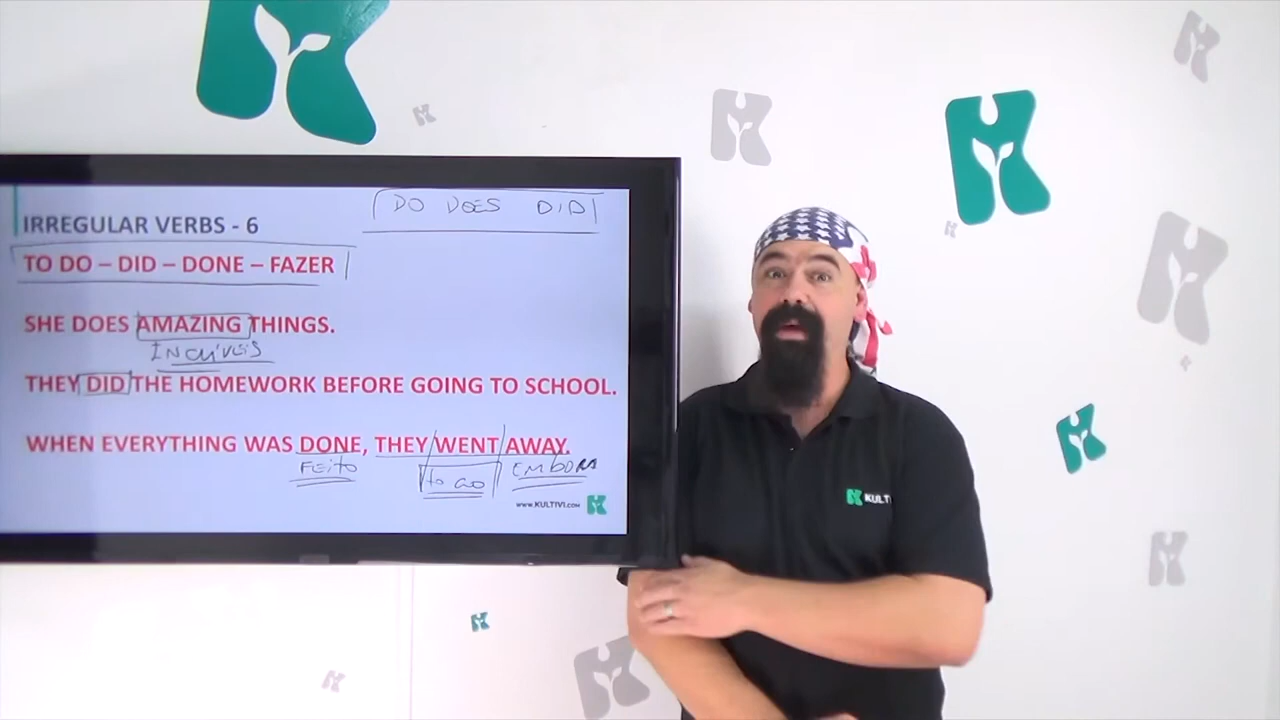 DO DOES DID
IRREGULAR VERBS - 6
TO DO – DID – DONE – FAZER
SHE DOES AMAZING THINGS.
INCRÍVEIS
THEY DID THE HOMEWORK BEFORE GOING TO SCHOOL.
WHEN EVERYTHING WAS DONE, THEY WENT AWAY.
FEITO TO GO EMBORA
WWW.KULTIVI.COM
KULTI